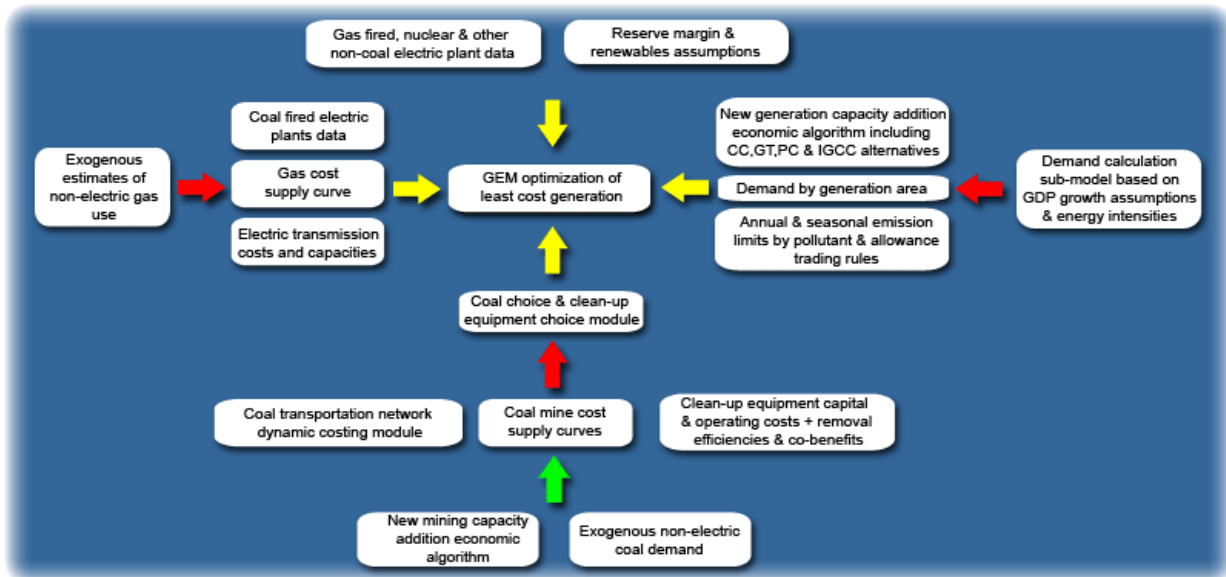 Gas fired, nuclear & other
non-coal electric plant data
Reserve margin &
renewables assumptions
Coal fired electric
plants data
New generation capacity addition
economic algorithm including
CC,GT,PC & IGCC alternatives
Exogenous
estimates of
non-electric gas
use
Gas cost
supply curve
GEM optimization of
least cost generation
Demand by generation area
Demand calculation
sub-model based on
GDP growth assumptions
& energy intensities
Electric transmission
costs and capacities
Annual & seasonal emission
limits by pollutant & allowance
trading rules
Coal choice & clean-up
equipment choice module
Coal transportation network
dynamic costing module
Coal mine cost
supply curves
Clean-up equipment capital
& operating costs + removal
efficiencies & co-benefits
New mining capacity
addition economic
algorithm
Exogenous non-electric
coal demand